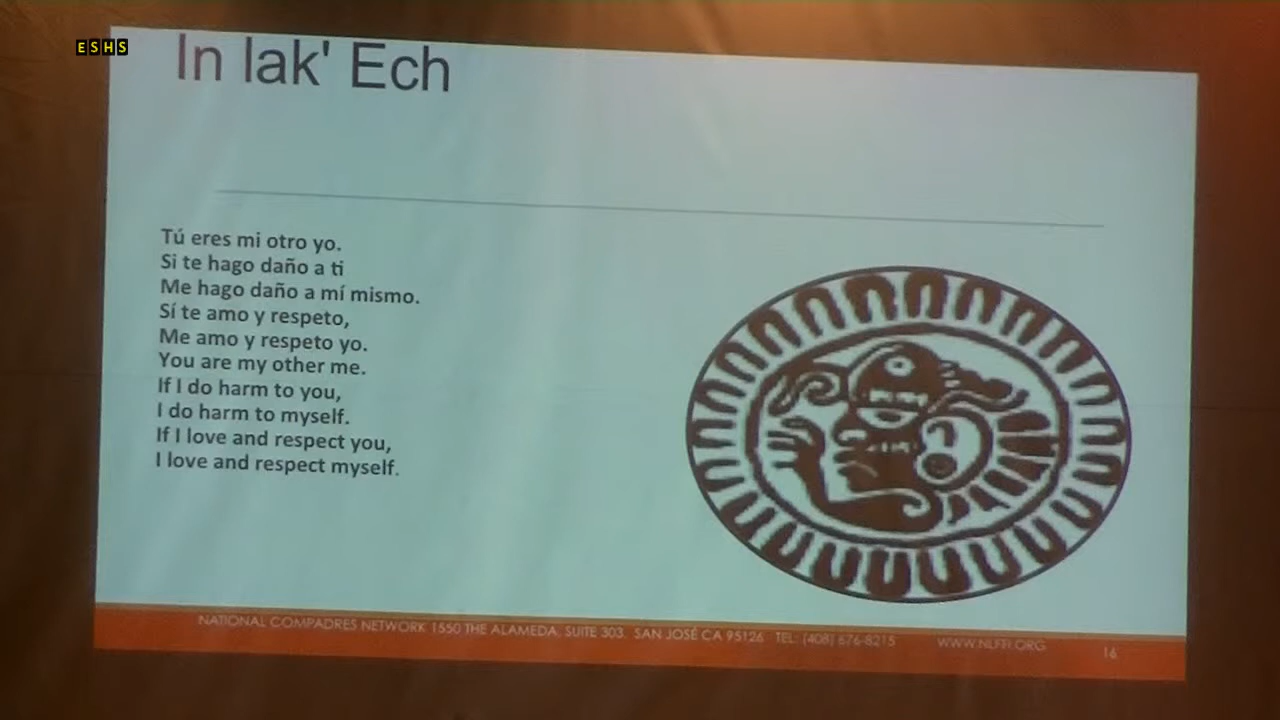 ESHS
In lak' Ech
Tú eres mi otro yo.
Si te hago daño a ti
Me hago daño a mí mismo.
Sí te amo y respeto,
Me amo y respeto yo.
You are my other me.
If I do harm to you,
I do harm to myself.
If I love and respect you,
I love and respect myself.
NATIONAL COMPADRES NETWORK 1550 THE ALAMEDA, SUITE 303, SAN JOSÉ CA 95126 TEL: (408) 676-8215 WWW.NLFFI.ORG 16